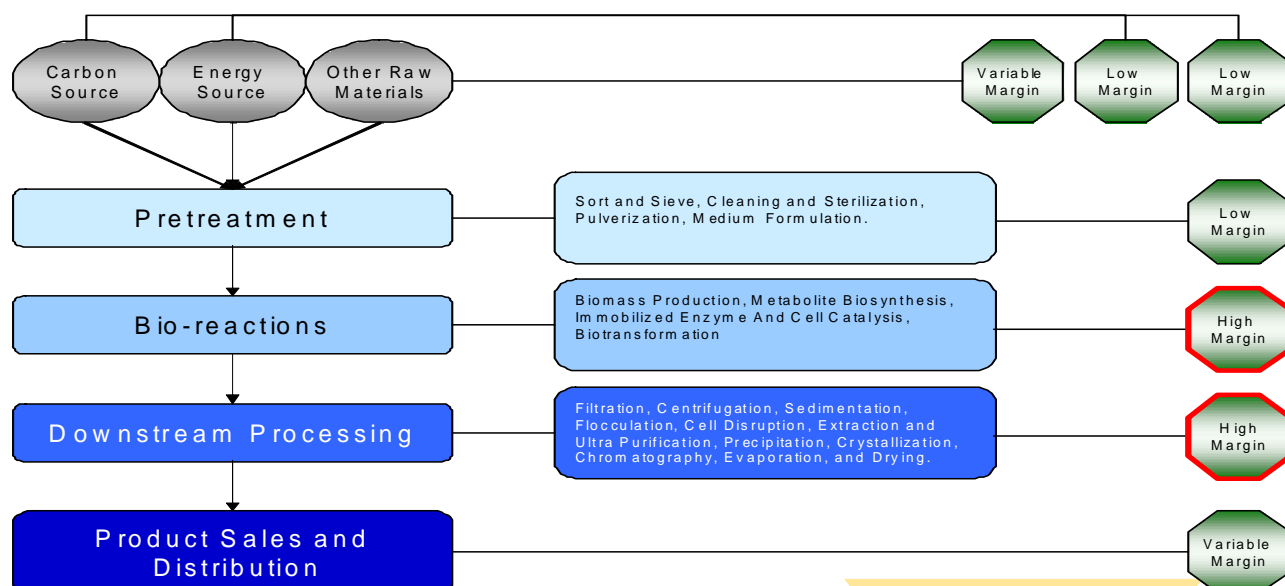 Carbon
Source
Energy
Source
Other Raw
Materials
Variable
Margin
Low
Margin
Low
Margin
Pretreatment
Sort and Sieve, Cleaning and Sterilization,
Pulverization, Medium Formulation.
Low
Margin
Bio-reactions
Biomass Production, Metabolite Biosynthesis,
Immobilized Enzyme And Cell Catalysis,
Biotransformation
High
Margin
Downstream Processing
Filtration, Centrifugation, Sedimentation,
Flocculation, Cell Disruption, Extraction and
Ultra Purification, Precipitation, Crystallization,
Chromatography, Evaporation, and Drying.
High
Margin
Product Sales and
Distribution
Variable
Margin